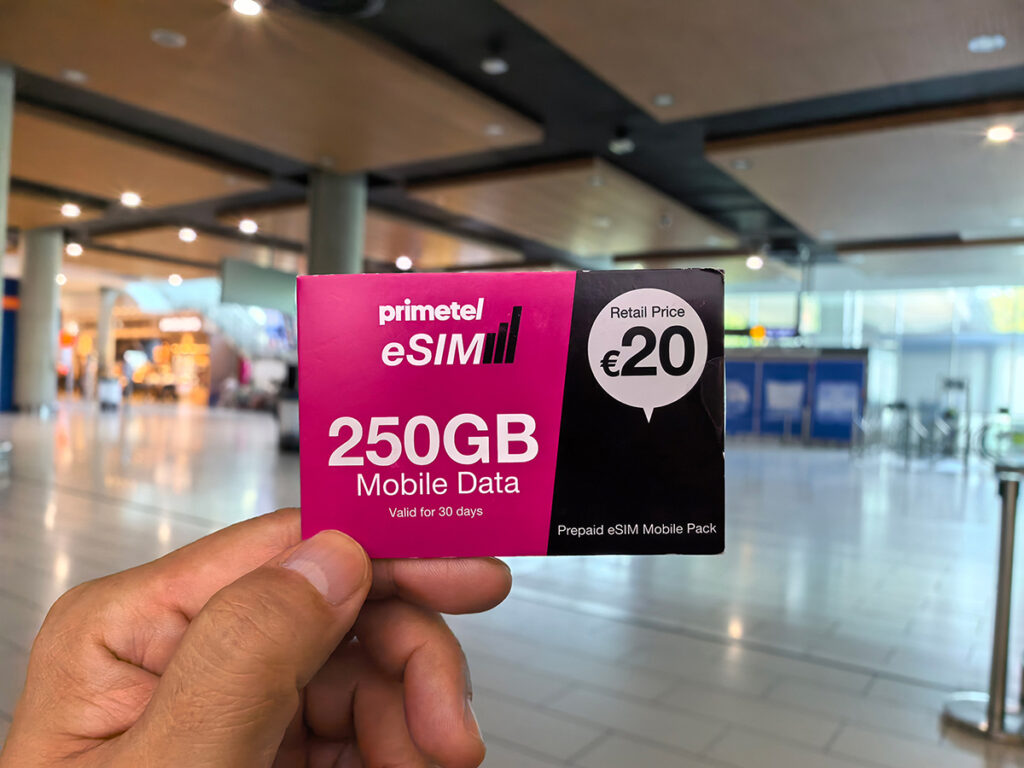 primetel
eSIM
250GB
Mobile Data
Valid for 30 days
Retail Price
€20
Prepaid eSIM Mobile Pack